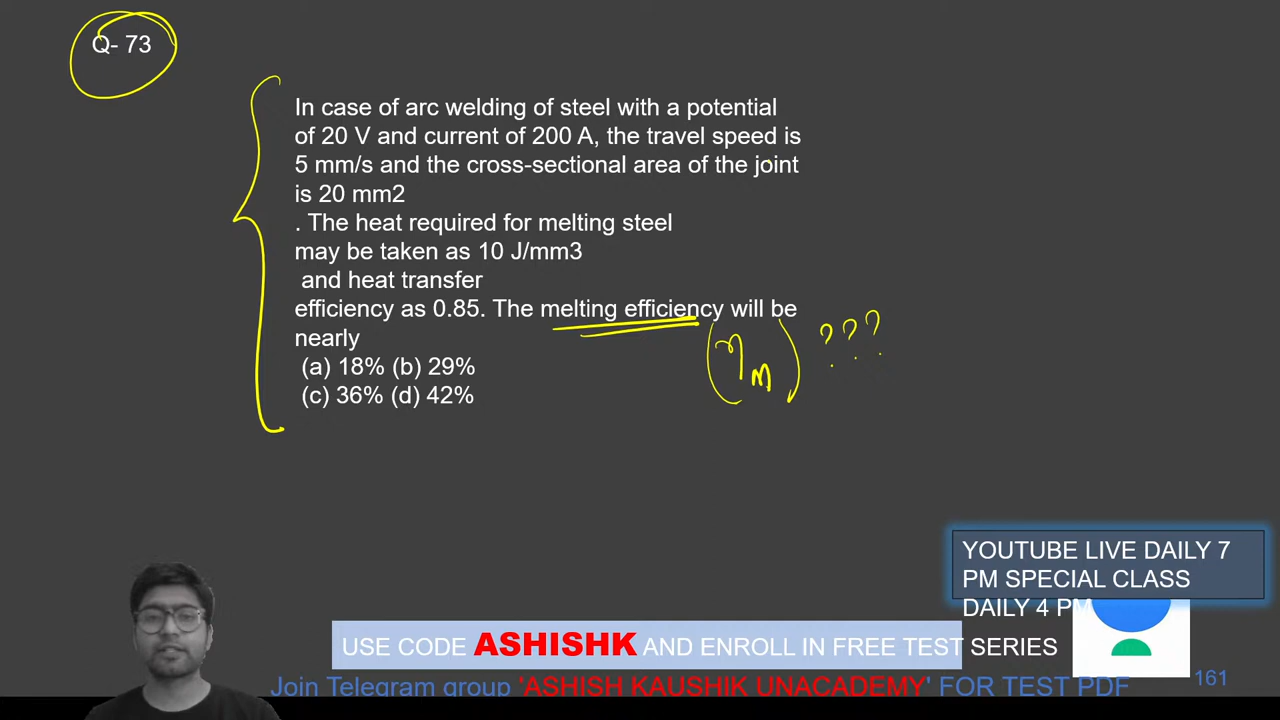 Q- 73
In case of arc welding of steel with a potential
of 20 V and current of 200 A, the travel speed is
5 mm/s and the cross-sectional area of the joint
is 20 mm2
. The heat required for melting steel
may be taken as 10 J/mm3
and heat transfer
efficiency as 0.85. The melting efficiency will be
nearly
(a) 18% (b) 29%
(c) 36% (d) 42%
(ηm) ???
YOUTUBE LIVE DAILY 7
PM SPECIAL CLASS
DAILY 4 PM
USE CODE ASHISHK AND ENROLL IN FREE TEST SERIES
Join Telegram group 'ASHISH KAUSHIK UNACADEMY' FOR TEST PDF
161